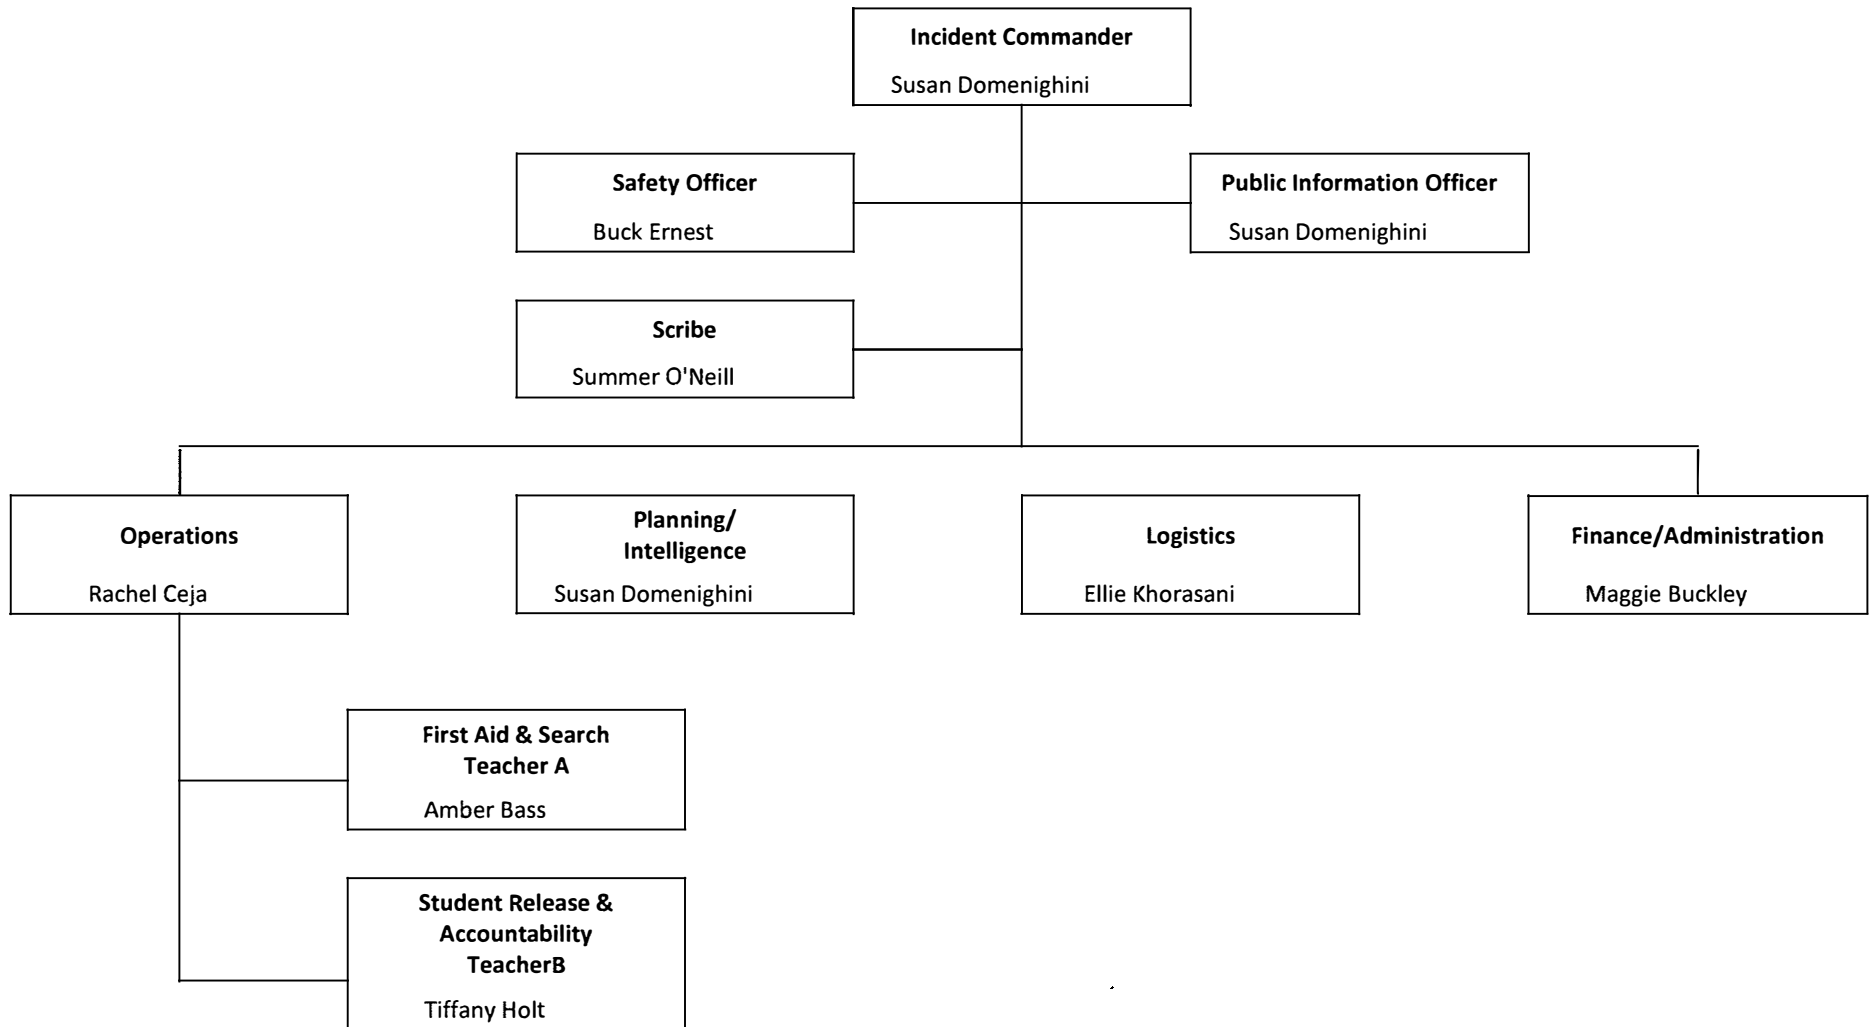 Incident Commander
Susan Domenighini
Safety Officer
Buck Ernest
Public Information Officer
Susan Domenighini
Scribe
Summer O'Neill
Operations
Rachel Ceja
Planning/
Intelligence
Susan Domenighini
Logistics
Ellie Khorasani
Finance/Administration
Maggie Buckley
First Aid & Search
Teacher A
Amber Bass
Student Release &
Accountability
TeacherB
Tiffany Holt